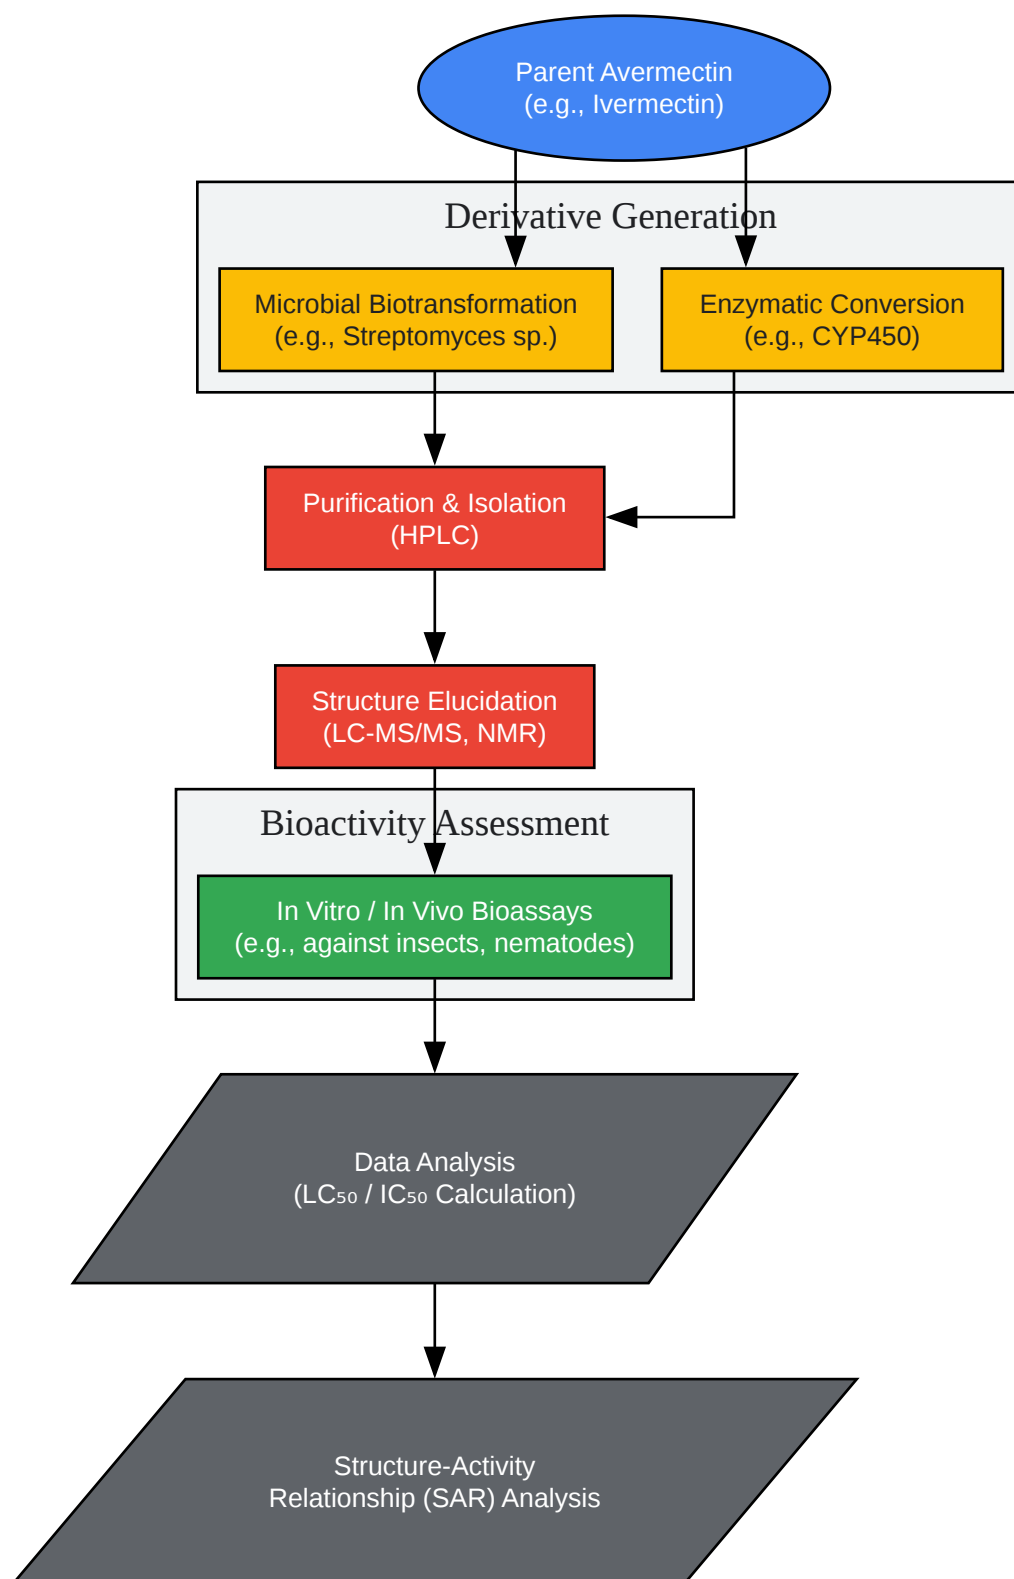 Parent Avermectin
(e.g., Ivermectin)
Derivative Generation
Microbial Biotransformation
(e.g., Streptomyces sp.)
Enzymatic Conversion
(e.g., CYP450)
Purification & Isolation
(HPLC)
Structure Elucidation
(LC-MS/MS, NMR)
Bioactivity Assessment
In Vitro / In Vivo Bioassays
(e.g., against insects, nematodes)
Data Analysis
(LC₅₀ / IC₅₀ Calculation)
Structure-Activity
Relationship (SAR) Analysis